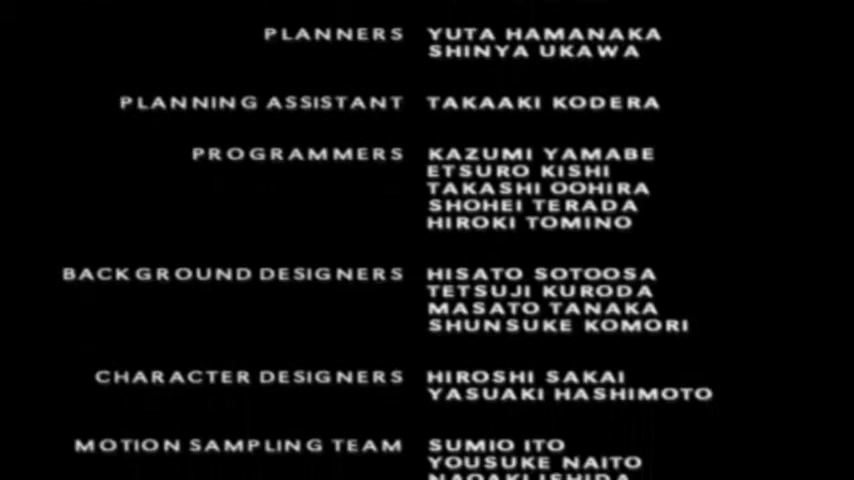 PLANNERS YUTA HAMANAKA
SHINYA UKAWA
PLANNING ASSISTANT TAKAAKI KODERA
PROGRAMMERS KAZUMI YAMABE
ETSURO KISHI
TAKASHI OOHIRA
SHOHEI TERADA
HIROKI TOMINO
BACKGROUND DESIGNERS HISATO SOTOOSA
TETSUJI KURODA
MASATO TANAKA
SHUNSUKE KOMORI
CHARACTER DESIGNERS HIROSHI SAKAI
YASUAKI HASHIMOTO
MOTION SAMPLING TEAM SUMIO ITO
YOUSUKE NAITO
NAOAKI ISHIDA